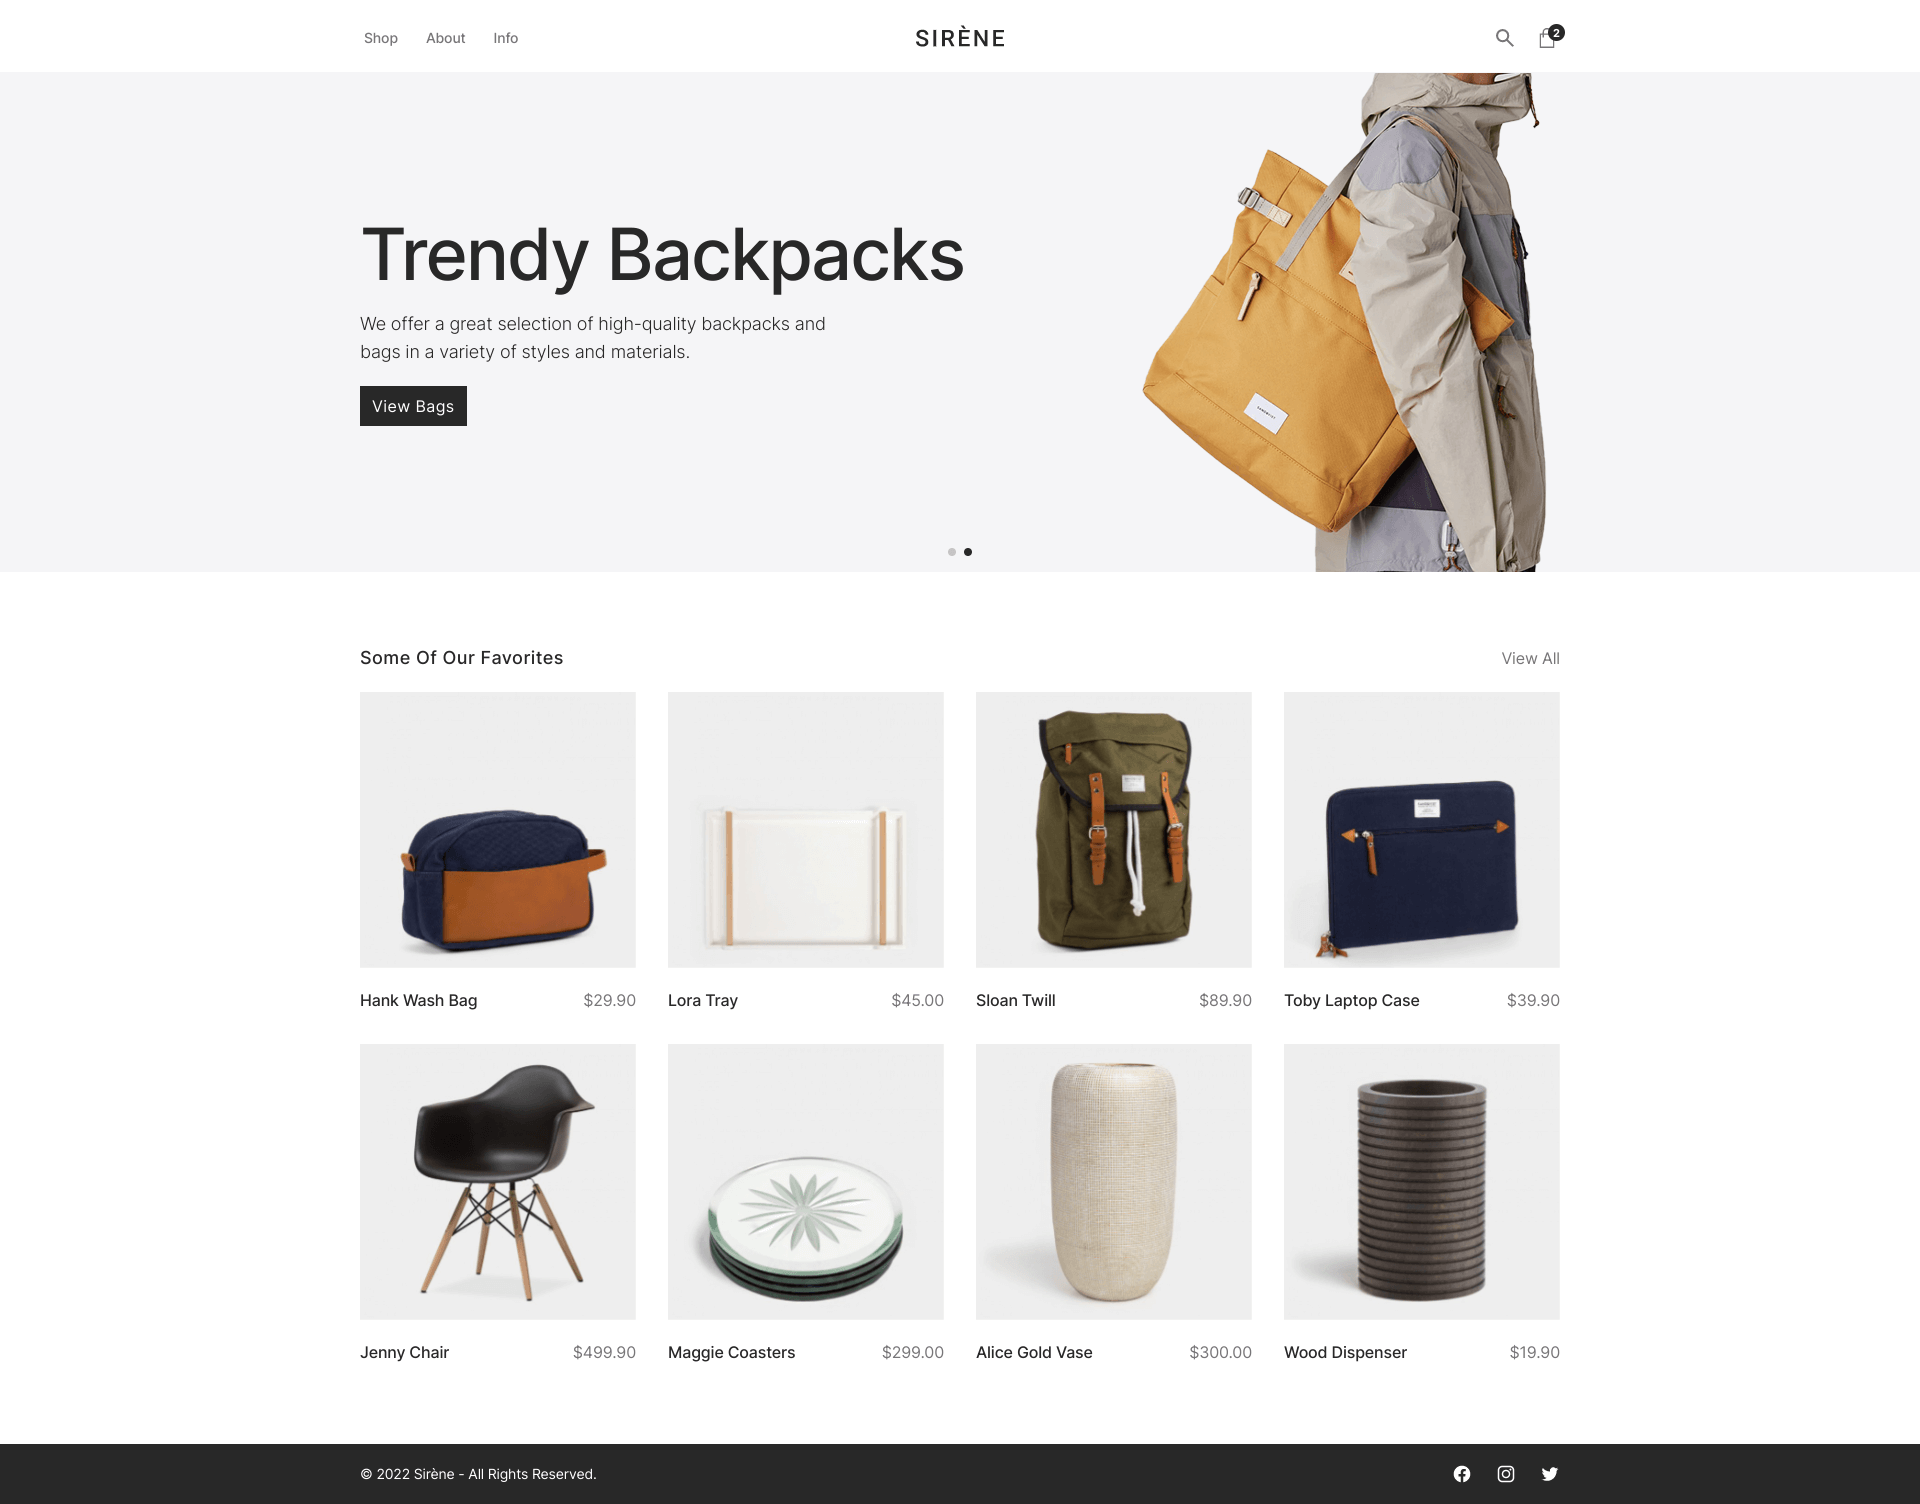 Shop About Info SIRÈNE 2
Trendy Backpacks
We offer a great selection of high-quality backpacks and
bags in a variety of styles and materials.
View Bags
Some Of Our Favorites View All
Hank Wash Bag $29.90 Lora Tray $45.00 Sloan Twill $89.90 Toby Laptop Case $39.90
Jenny Chair $499.90 Maggie Coasters $299.00 Alice Gold Vase $300.00 Wood Dispenser $19.90
© 2022 Sirène - All Rights Reserved.